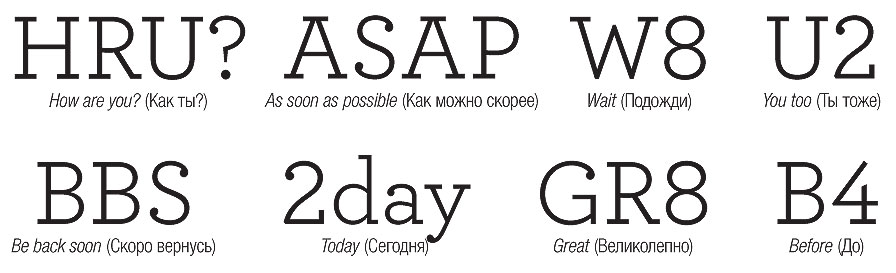 HRU? ASAP W8 U2
How are you? (Как ты?) As soon as possible (Как можно скорее) Wait (Подожди) You too (Ты тоже)
BBS 2day GR8 B4
Be back soon (Скоро вернусь) Today (Сегодня) Great (Великолепно) Before (До)